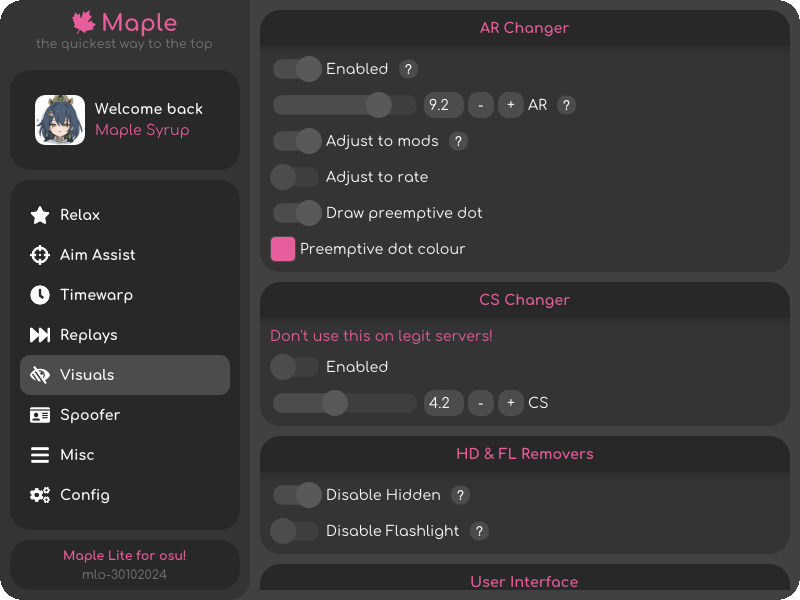 Maple
the quickest way to the top
Welcome back
Maple Syrup
Relax
Aim Assist
Timewarp
Replays
Visuals
Spoofer
Misc
Config
Maple Lite for osu!
mlo-30102024
AR Changer
Enabled ?
9.2 - + AR ?
Adjust to mods ?
Adjust to rate
Draw preemptive dot
Preemptive dot colour
CS Changer
Don't use this on legit servers!
Enabled
4.2 - + CS
HD & FL Removers
Disable Hidden ?
Disable Flashlight ?
User Interface